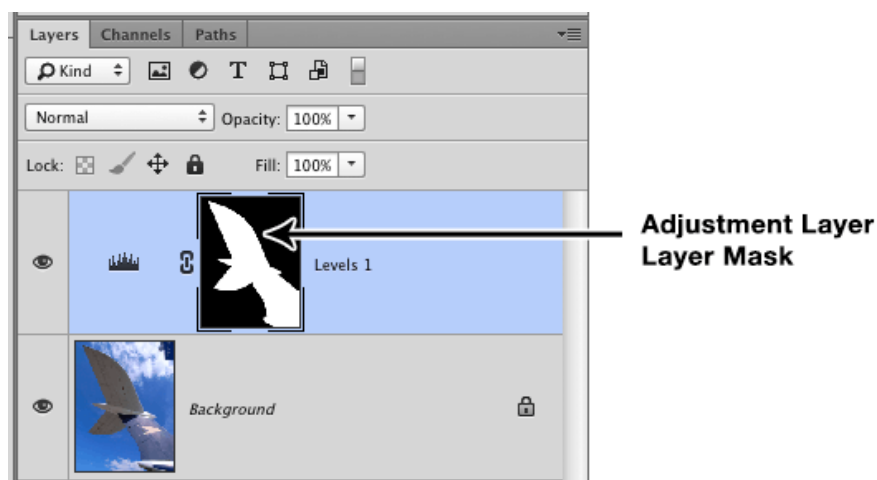 Layers Channels Paths
Kind T
Normal Opacity: 100%
Lock: Fill: 100%
Adjustment Layer
Layer Mask
Levels 1
Background